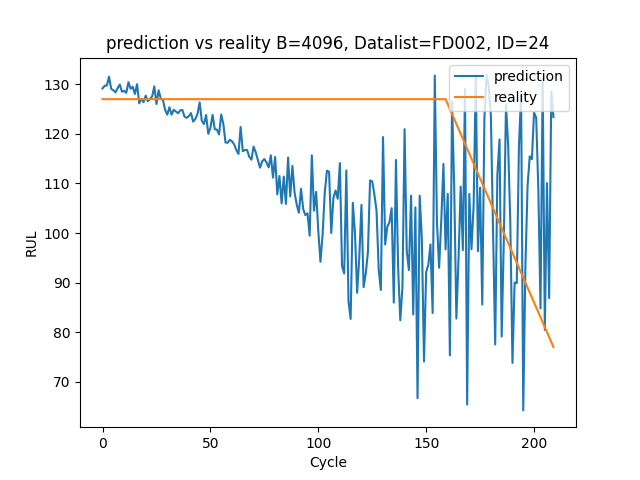 prediction vs reality B=4096, Datalist=FD002, ID=24
prediction
reality
RUL
130
120
110
100
90
80
70
0
50
100
150
200
Cycle